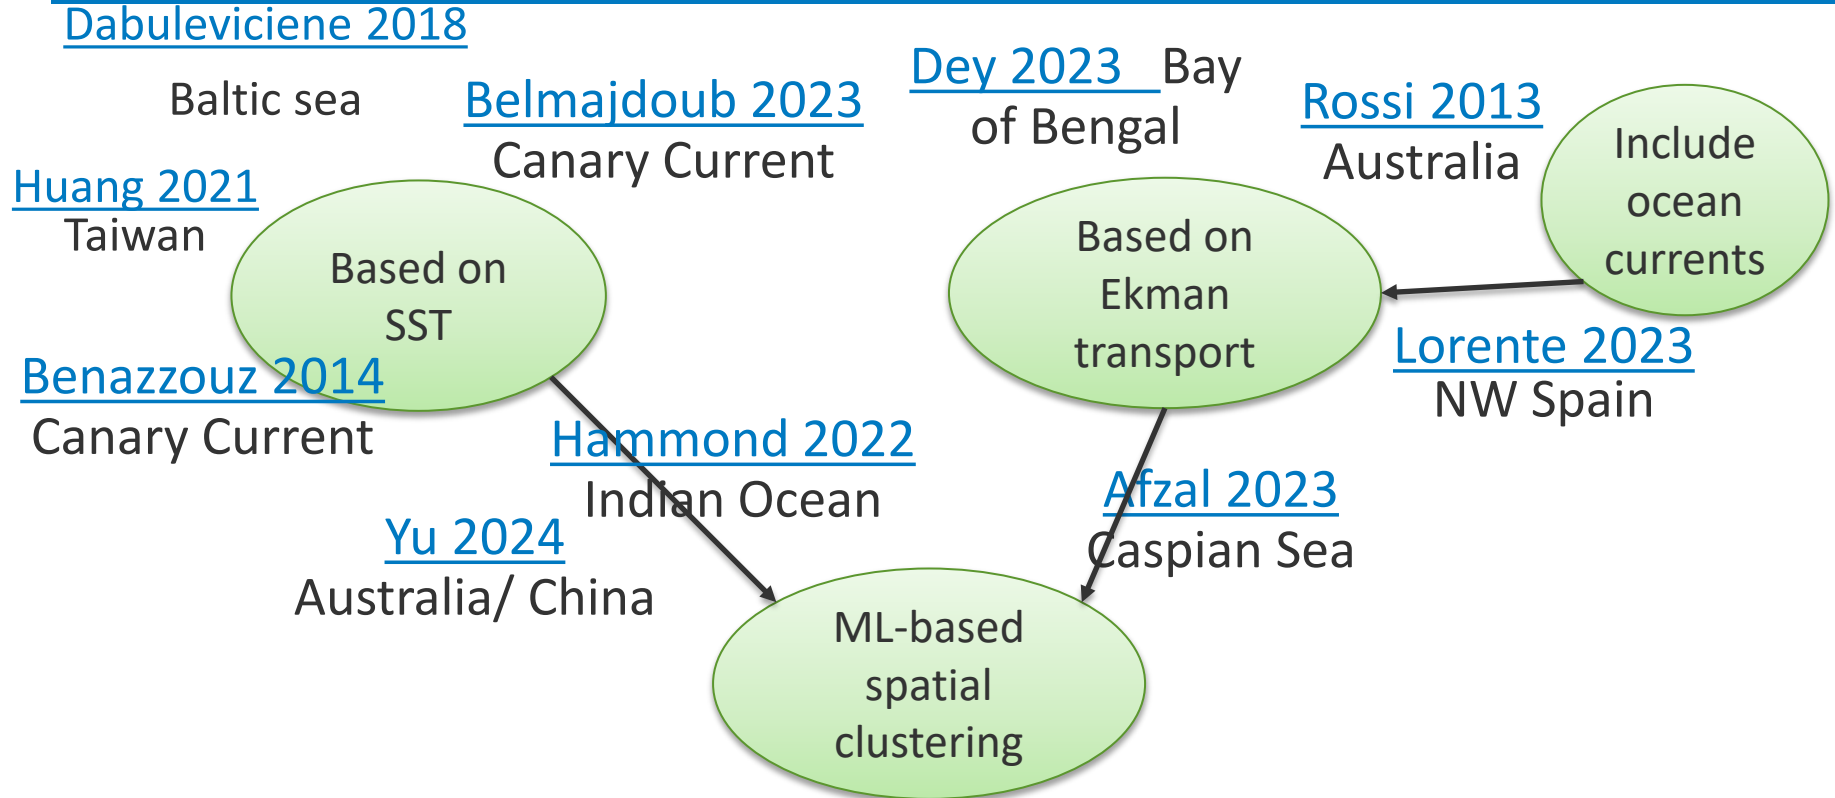 Dabuleviciene 2018
Baltic sea
Belmajdoub 2023
Canary Current
Dey 2023 Bay
of Bengal
Rossi 2013
Australia
Include
ocean
currents
Huang 2021
Taiwan
Based on
SST
Based on
Ekman
transport
Benazzouz 2014
Canary Current
Lorente 2023
NW Spain
Hammond 2022
Indian Ocean
Afzal 2023
Caspian Sea
Yu 2024
Australia/ China
ML-based
spatial
clustering